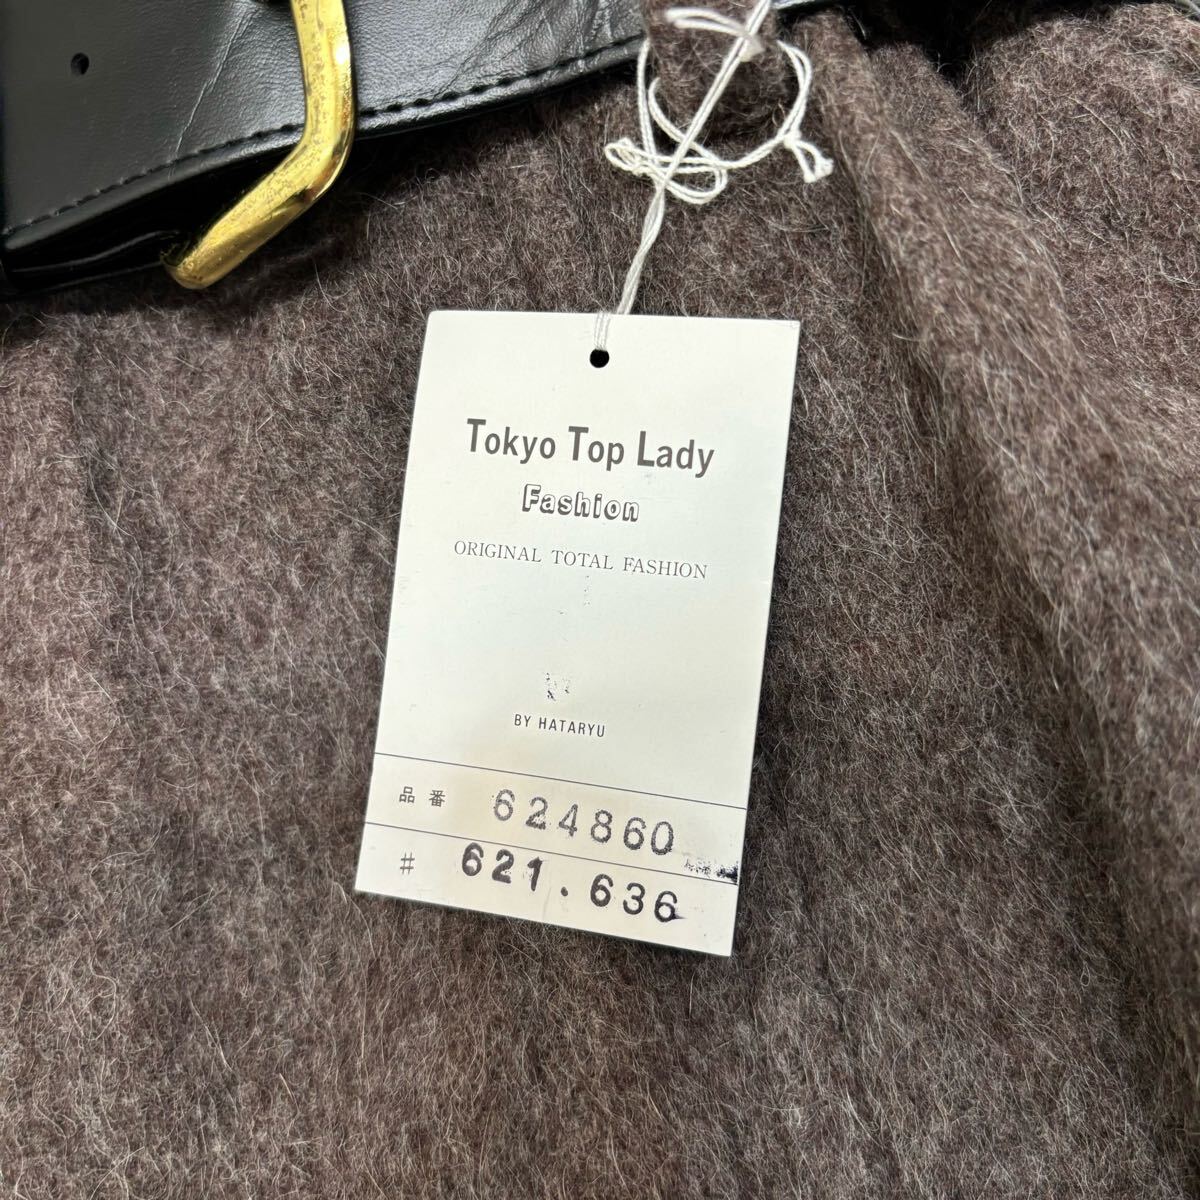 Tokyo Top Lady
Fashion
ORIGINAL TOTAL FASHION
BY HATARYU
品番 624860
# 621.636